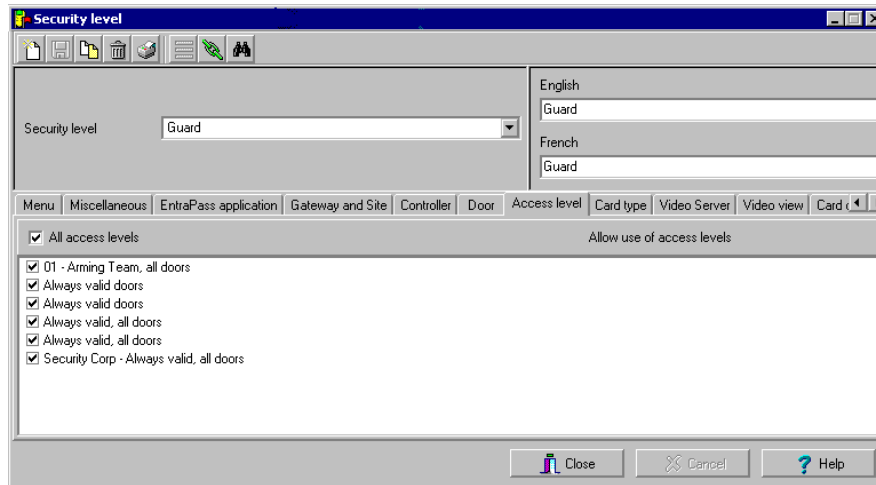 Security level
English
Guard
Security level
Guard
French
Guard
Menu Miscellaneous EntraPass application Gateway and Site Controller Door Access level Card type Video Server Video view Card
All access levels
Allow use of access levels
01 - Arming Team, all doors
Always valid doors
Always valid doors
Always valid, all doors
Always valid, all doors
Security Corp - Always valid, all doors
Close Cancel Help